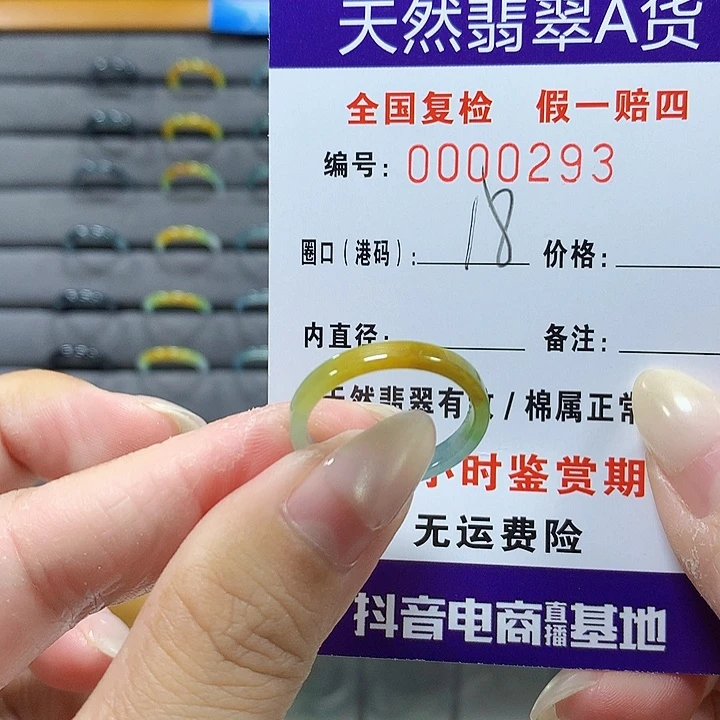 天然翡翠A货
全国复检 假一赔四
编号: 0000293
圈口(港码): 18 价格:
内直径: 备注:
天然翡翠有 / 棉属正常
小时鉴赏期
无运费险
抖音电商直播基地